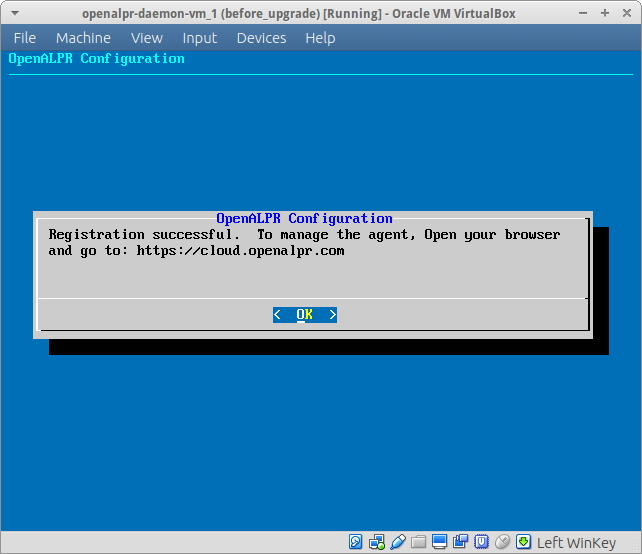 openalpr-daemon-vm_1 (before_upgrade) [Running] - Oracle VM VirtualBox
File Machine View Input Devices Help
OpenALPR Configuration
OpenALPR Configuration
Registration successful.  To manage the agent, Open your browser
and go to: https://cloud.openalpr.com
<  OK  >
Left WinKey